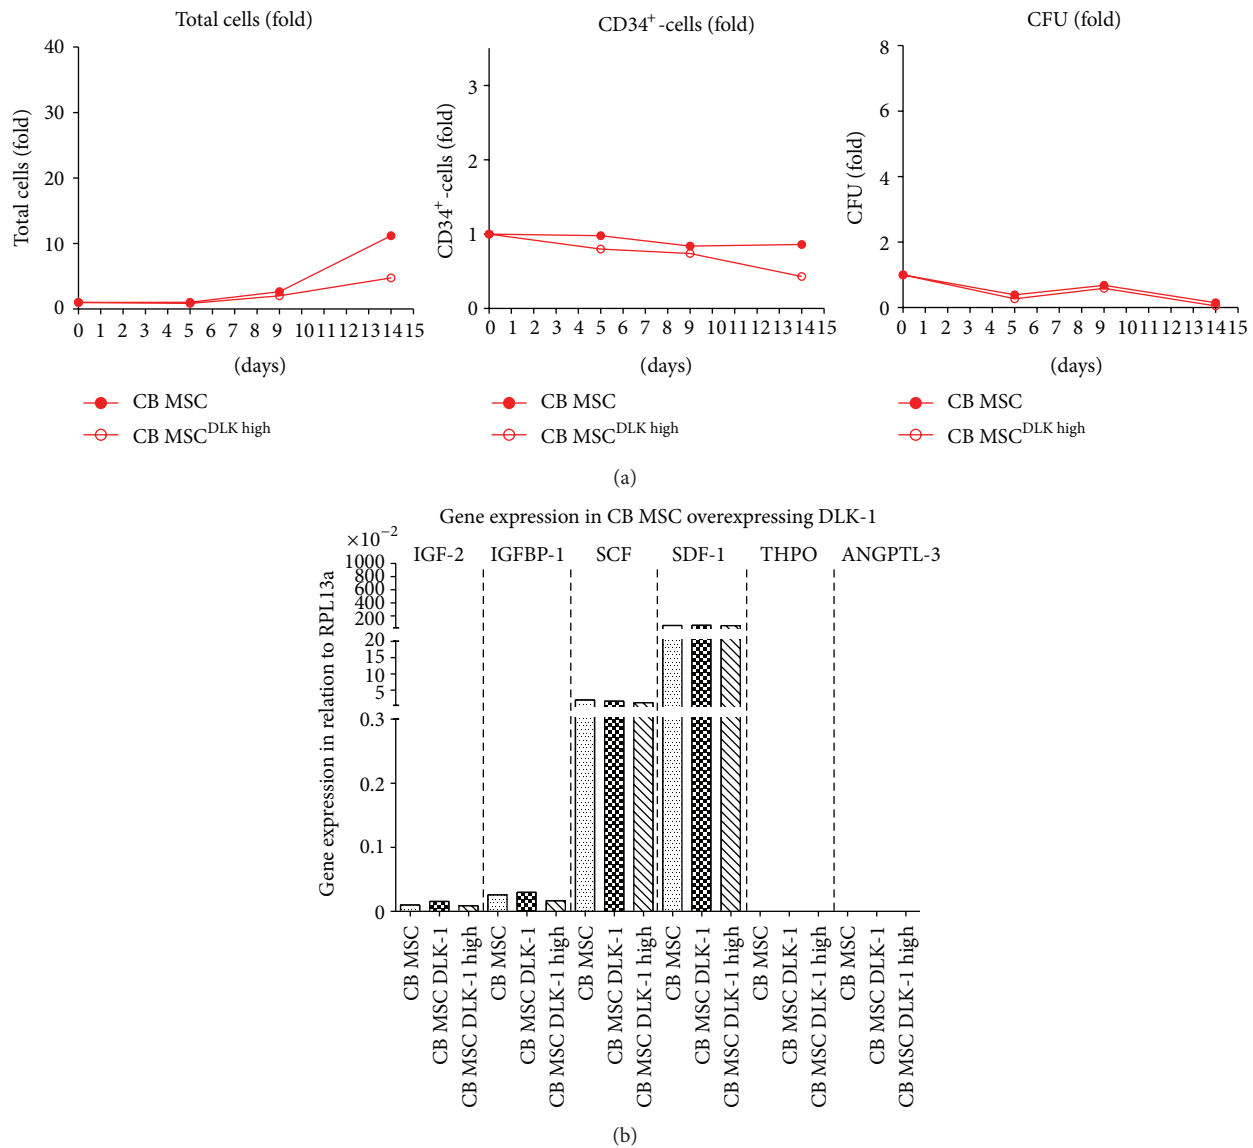 Total cells (fold)
CD34+-cells (fold)
CFU (fold)
Total cells (fold)
40
30
20
10
0
0 1 2 3 4 5 6 7 8 9 10 11 12 13 14 15
(days)
CB MSC
CB MSC^DLK high
CD34+-cells (fold)
3
2
1
0
0 1 2 3 4 5 6 7 8 9 10 11 12 13 14 15
(days)
CB MSC
CB MSC^DLK high
CFU (fold)
8
6
4
2
0
0 1 2 3 4 5 6 7 8 9 10 11 12 13 14 15
(days)
CB MSC
CB MSC^DLK high
(a)
Gene expression in CB MSC overexpressing DLK-1
×10−2
IGF-2 IGFBP-1 SCF SDF-1 THPO ANGPTL-3
Gene expression in relation to RPL13a
1000
800
600
400
200
20
15
10
5
0.3
0.2
0.1
0
CB MSC
CB MSC DLK-1
CB MSC DLK-1 high
CB MSC
CB MSC DLK-1
CB MSC DLK-1 high
CB MSC
CB MSC DLK-1
CB MSC DLK-1 high
CB MSC
CB MSC DLK-1
CB MSC DLK-1 high
CB MSC
CB MSC DLK-1
CB MSC DLK-1 high
CB MSC
CB MSC DLK-1
CB MSC DLK-1 high
(b)